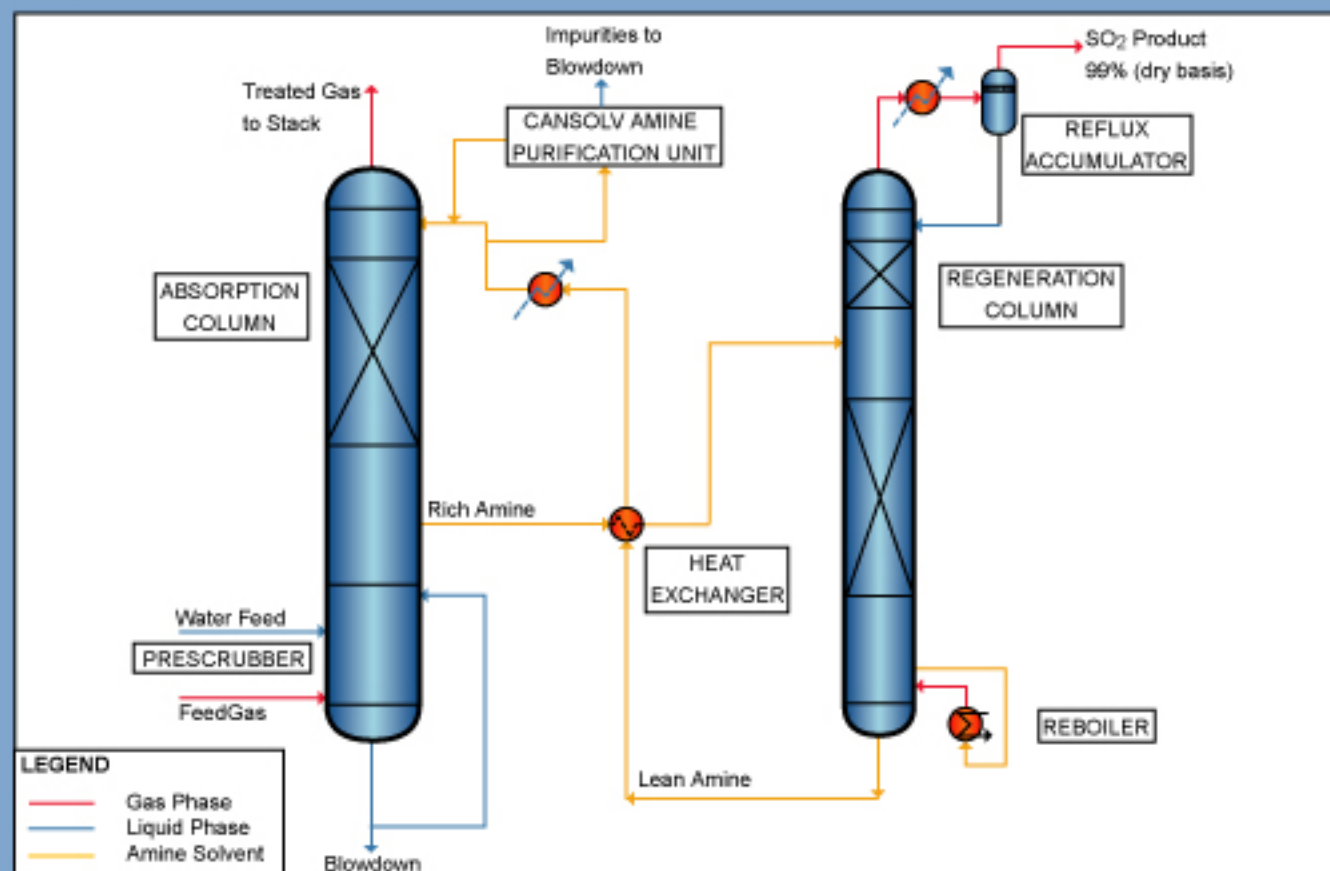 Impurities to
Blowdown
SO2 Product
99% (dry basis)
Treated Gas
to Stack
CANSOLV AMINE
PURIFICATION UNIT
REFLUX
ACCUMULATOR
ABSORPTION
COLUMN
REGENERATION
COLUMN
Rich Amine
HEAT
EXCHANGER
Water Feed
PRESCRUBBER
FeedGas
REBOILER
Lean Amine
LEGEND
Gas Phase
Liquid Phase
Amine Solvent
Blowdown